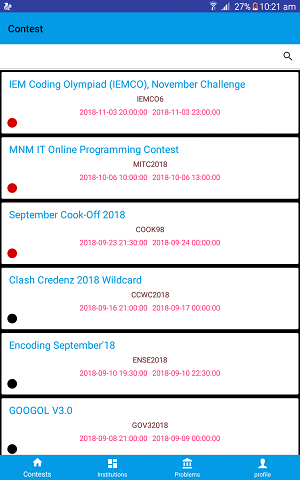 27% 10:21 am
Contest
IEM Coding Olympiad (IEMCO), November Challenge
IEMCO6
2018-11-03 20:00:00 2018-11-03 23:00:00
MNM IT Online Programming Contest
MITC2018
2018-10-06 10:00:00 2018-10-06 13:00:00
September Cook-Off 2018
COOK98
2018-09-23 21:30:00 2018-09-24 00:00:00
Clash Credenz 2018 Wildcard
CCWC2018
2018-09-16 21:00:00 2018-09-17 00:00:00
Encoding September'18
ENSE2018
2018-09-10 19:30:00 2018-09-10 22:30:00
GOOGOL V3.0
GOV32018
2018-09-08 21:00:00 2018-09-09 00:00:00
Contests Institutions Problems profile